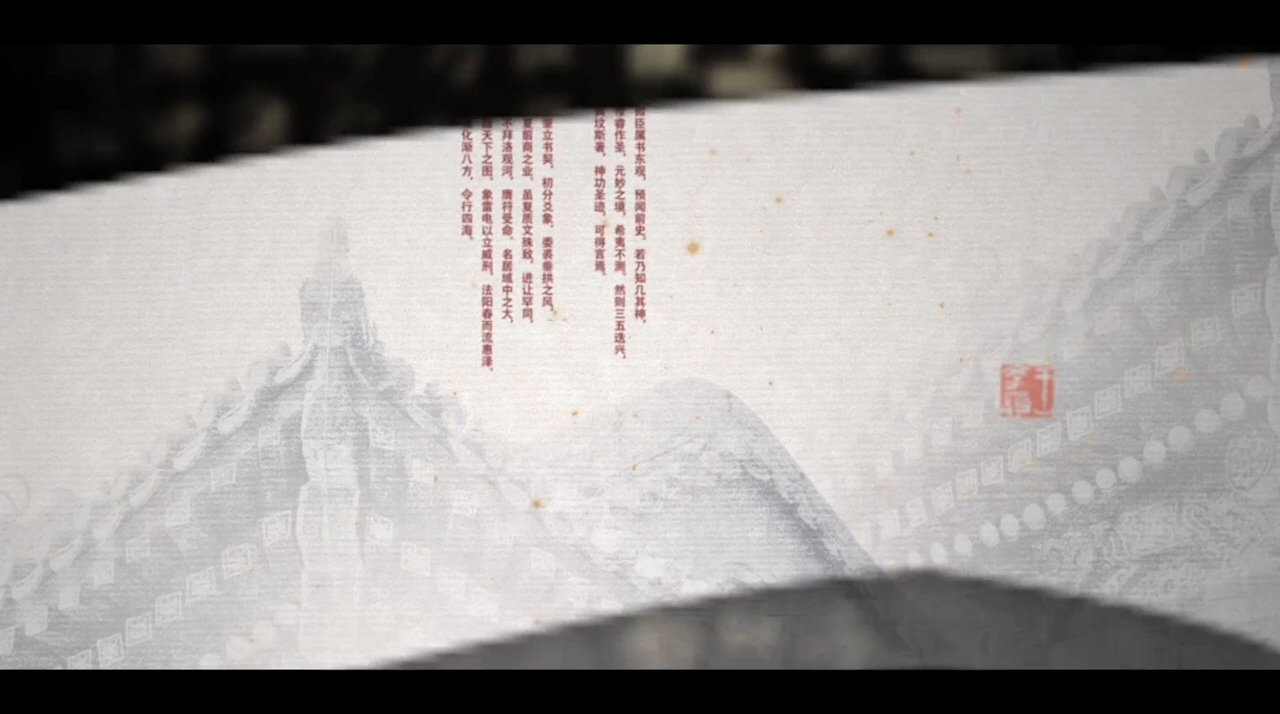 臣属书东观，预闻前史。若乃知几其神，
睿作圣，元妙之境，希夷不测。然则三五迭兴，
坟斯著，神功圣迹，可得言焉。
立书契，初分爻象，委裘垂拱之风，
夏翦商之业，虽复质文殊致，进让罕同，
不拜洛观河，膺符受命，名居域中之大，
天下之图，象雷电以立威刑，法阳春而流惠泽。
化渐八方，令行四海。